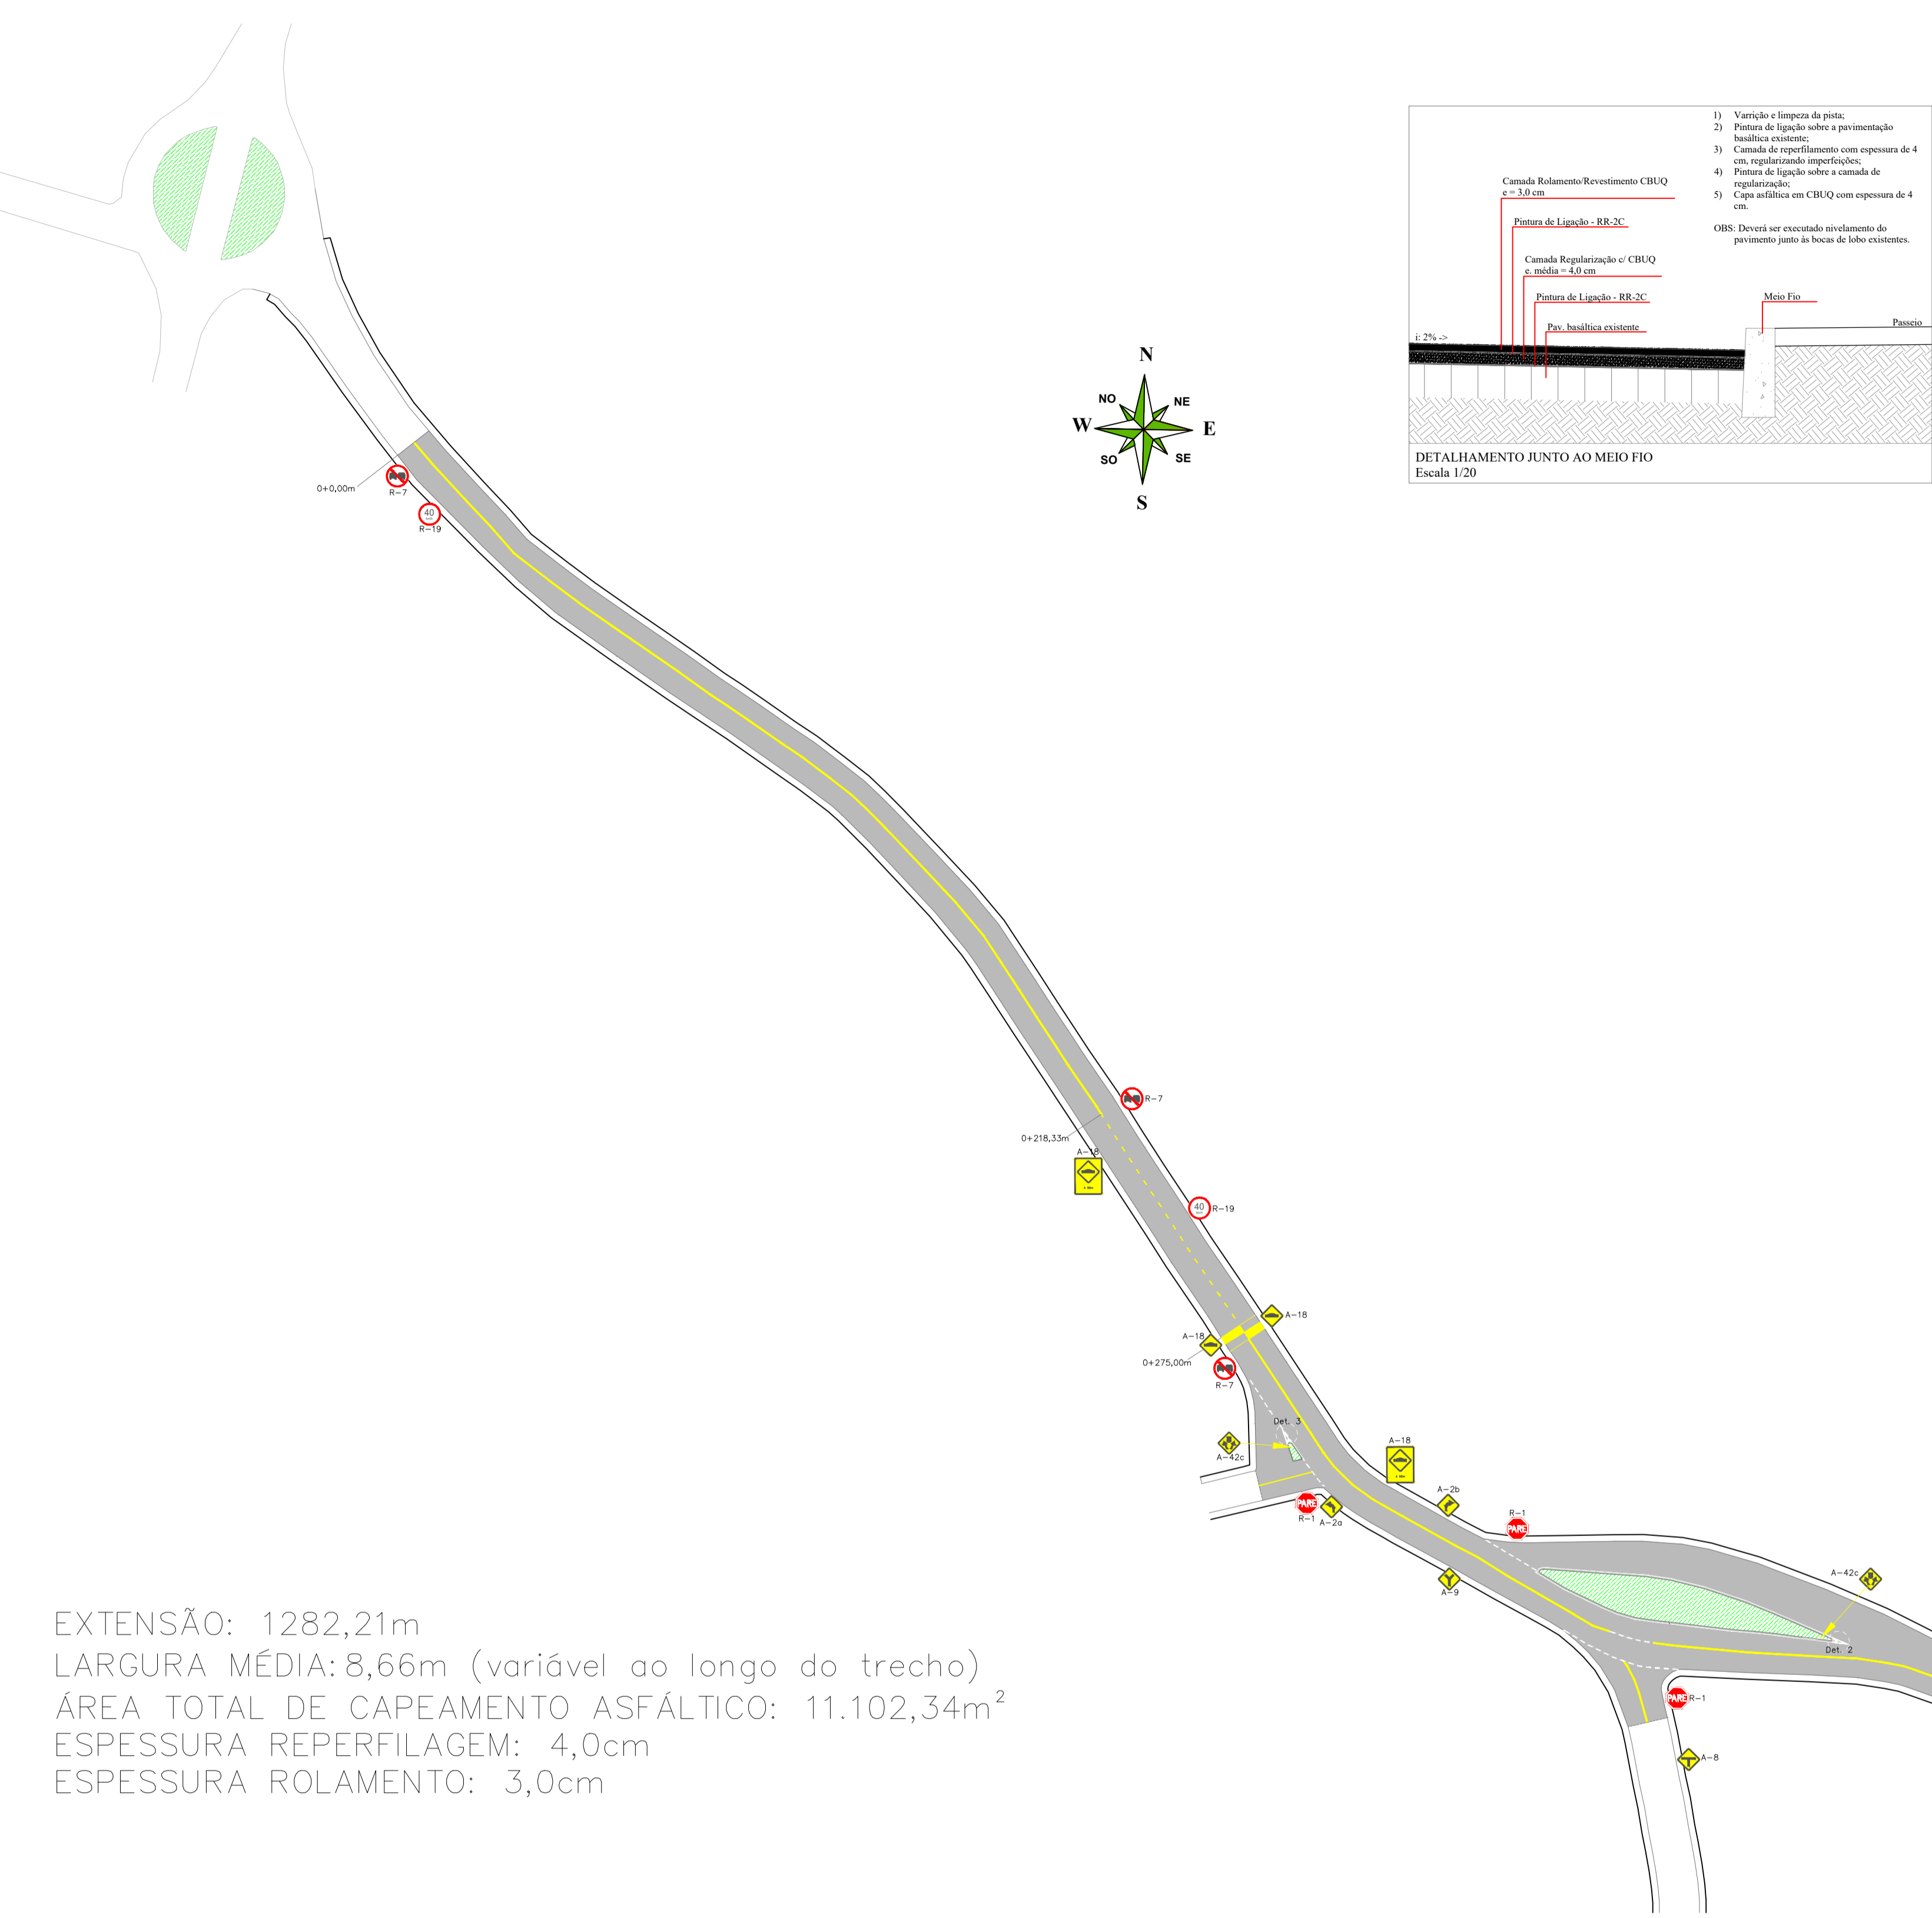 1) Varrição e limpeza da pista;
2) Pintura de ligação sobre a pavimentação
basáltica existente;
3) Camada de reperfilamento com espessura de 4
cm, regularizando imperfeições;
4) Pintura de ligação sobre a camada de
regularização;
5) Capa asfáltica em CBUQ com espessura de 4
cm.
OBS: Deverá ser executado nivelamento do
pavimento junto às bocas de lobo existentes.
Camada Rolamento/Revestimento CBUQ
e = 3,0 cm
Pintura de Ligação - RR-2C
Camada Regularização c/ CBUQ
e. média = 4,0 cm
Pintura de Ligação - RR-2C
Pav. basáltica existente
Meio Fio
Passeio
i: 2% ->
DETALHAMENTO JUNTO AO MEIO FIO
Escala 1/20
N
NO
NE
W
E
SO
SE
S
0+0,00m
R-7
40
R-19
R-7
0+218,33m
A-18
40
R-19
A-18
A-18
0+275,00m
R-7
Det. 3
A-42c
A-18
A-2b
PARE
R-1
A-2a
R-1
PARE
A-9
A-42c
Det. 2
PARE
R-1
A-8
EXTENSÃO: 1282,21m
LARGURA MÉDIA: 8,66m (variável ao longo do trecho)
ÁREA TOTAL DE CAPEAMENTO ASFÁLTICO: 11.102,34m²
ESPESSURA REPERFILAGEM: 4,0cm
ESPESSURA ROLAMENTO: 3,0cm